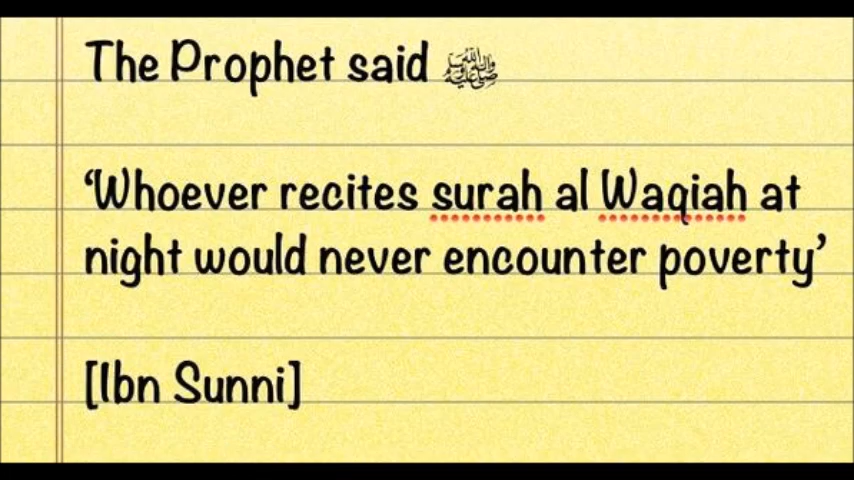 The Prophet said ﷺ
‘Whoever recites surah al Waqiah at
night would never encounter poverty’
[Ibn Sunni]